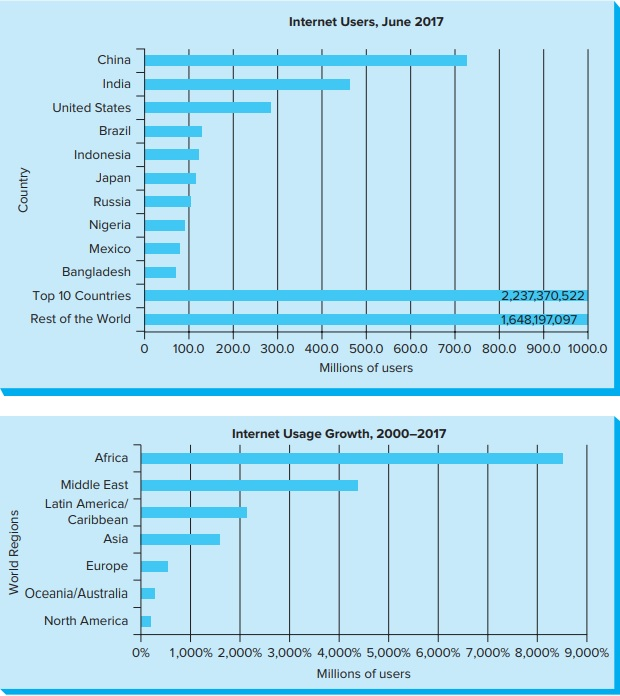 Internet Users, June 2017
Country
China
India
United States
Brazil
Indonesia
Japan
Russia
Nigeria
Mexico
Bangladesh
Top 10 Countries 2,237,370,522
Rest of the World 1,648,197,097
0 100.0 200.0 300.0 400.0 500.0 600.0 700.0 800.0 900.0 1000.0
Millions of users
Internet Usage Growth, 2000–2017
World Regions
Africa
Middle East
Latin America/
Caribbean
Asia
Europe
Oceania/Australia
North America
0% 1,000% 2,000% 3,000% 4,000% 5,000% 6,000% 7,000% 8,000% 9,000%
Millions of users